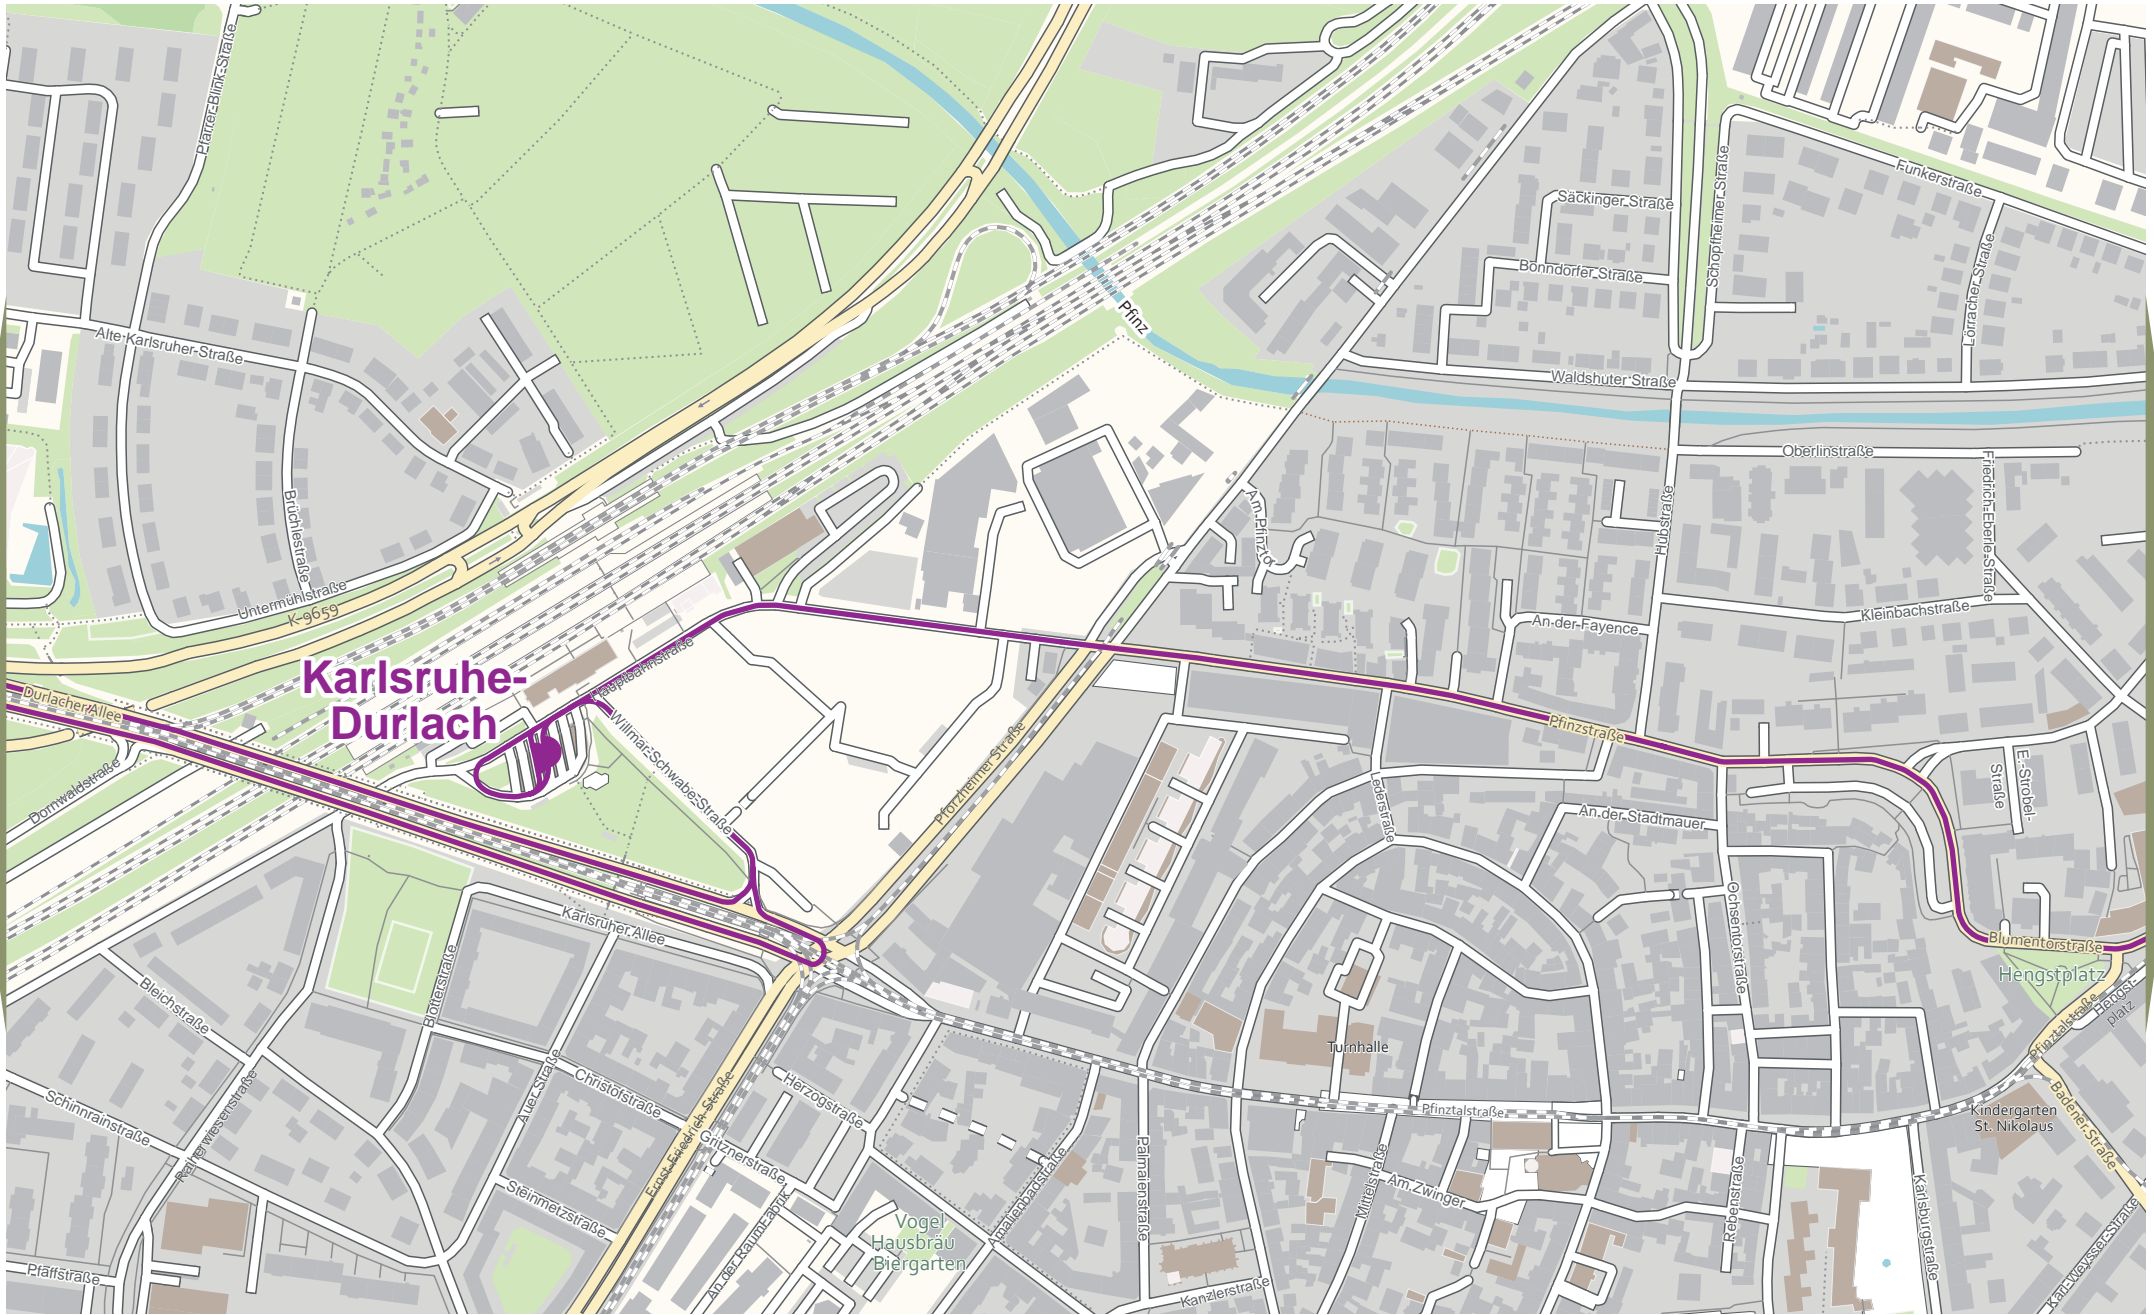 Pfarrer-Blink-Straße
Funkerstraße
Säckinger Straße
Schopfheimer Straße
Bonndorfer Straße
Lörracher Straße
Pfinz
Alte Karlsruher Straße
Waldshuter Straße
Oberlinstraße
Friedrich-Eberle-Straße
Am Pfinztor
Hubstraße
Brüchlestraße
Untermühlstraße
K 9659
Kleinbachstraße
An der Fayence
Hauptbahnstraße
Karlsruhe-
Durlach
Durlacher Allee
Willmar-Schwabe-Straße
Pfinzstraße
Pforzheimer Straße
Dornwaldstraße
Lederstraße
E.-Strobel-
Straße
An der Stadtmauer
Ochsentorstraße
Karlsruher Allee
Blumentorstraße
Hengstplatz
Hengst-
platz
Blotterstraße
Bleichstraße
Pfinztalstraße
Turnhalle
Auer Straße
Christofstraße
Herzogstraße
Ernst-Friedrich-Straße
Schinnrainstraße
Raiherwiesenstraße
Pfinztalstraße
Kindergarten
St. Nikolaus
Badener Straße
Gritznerstraße
Palmaienstraße
Amalienbadstraße
Mittelstraße
Am Zwinger
Rebenstraße
Karlsburgstraße
Steinmetzstraße
An der RaumFabrik
Vogel
Hausbräu
Biergarten
Karl-Weysser-Straße
Pfaffstraße
Kanzlerstraße